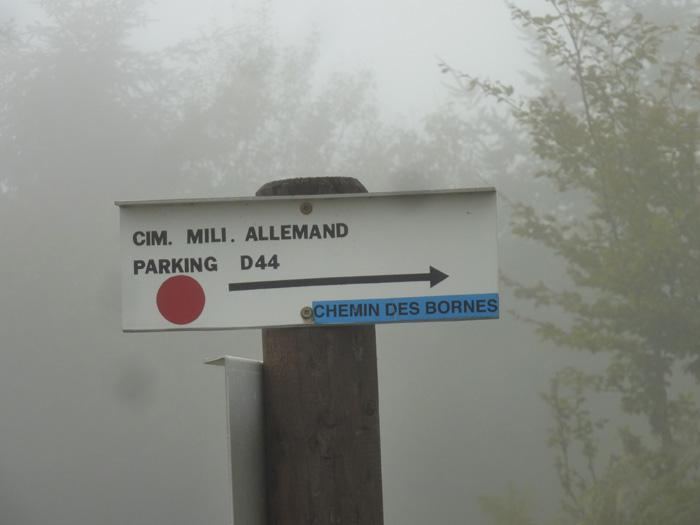 CIM. MILI. ALLEMAND
PARKING D44
CHEMIN DES BORNES